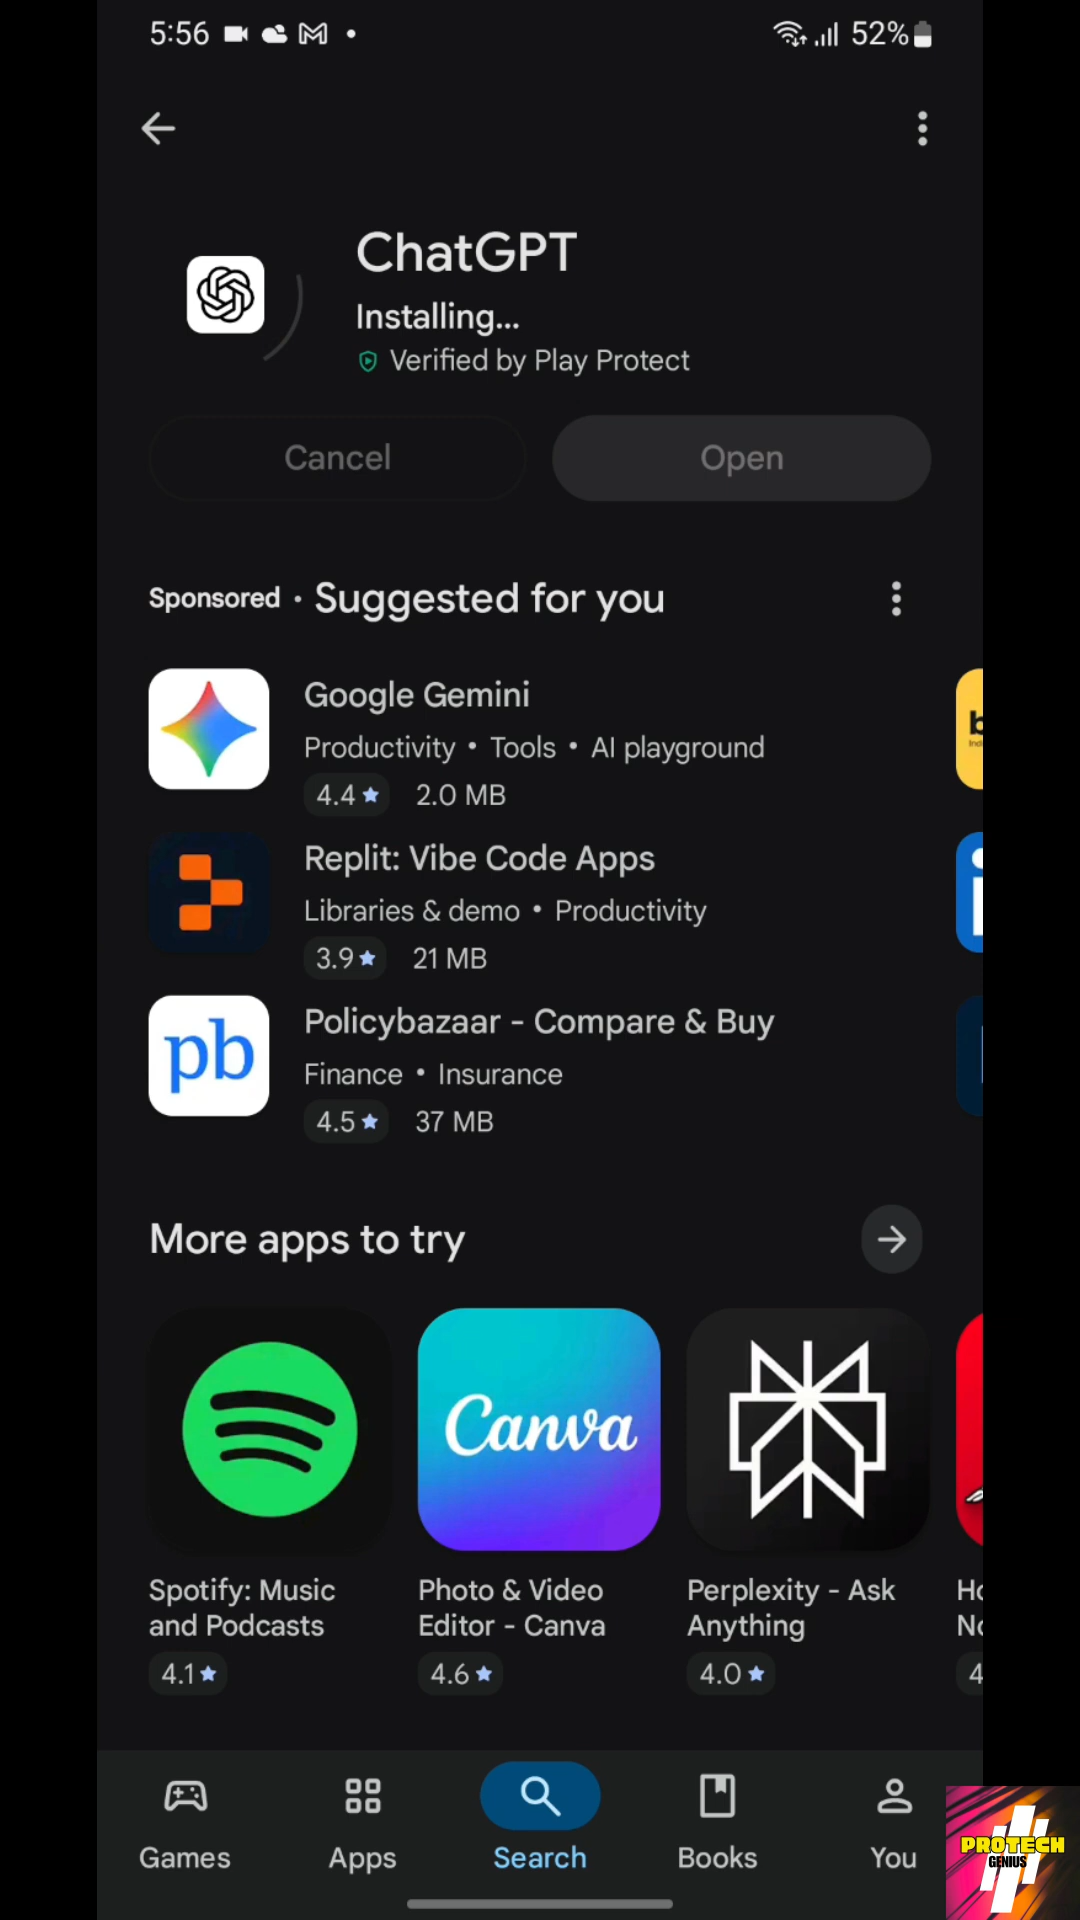 5:56
52%
ChatGPT
Installing...
Verified by Play Protect
Cancel
Open
Sponsored • Suggested for you
Google Gemini
Productivity • Tools • AI playground
4.4 ★ 2.0 MB
Replit: Vibe Code Apps
Libraries & demo • Productivity
3.9 ★ 21 MB
pb
Policybazaar - Compare & Buy
Finance • Insurance
4.5 ★ 37 MB
More apps to try
Canva
Spotify: Music
and Podcasts
4.1 ★
Photo & Video
Editor - Canva
4.6 ★
Perplexity - Ask
Anything
4.0 ★
Games
Apps
Search
Books
You
PROTECH
GENIUS